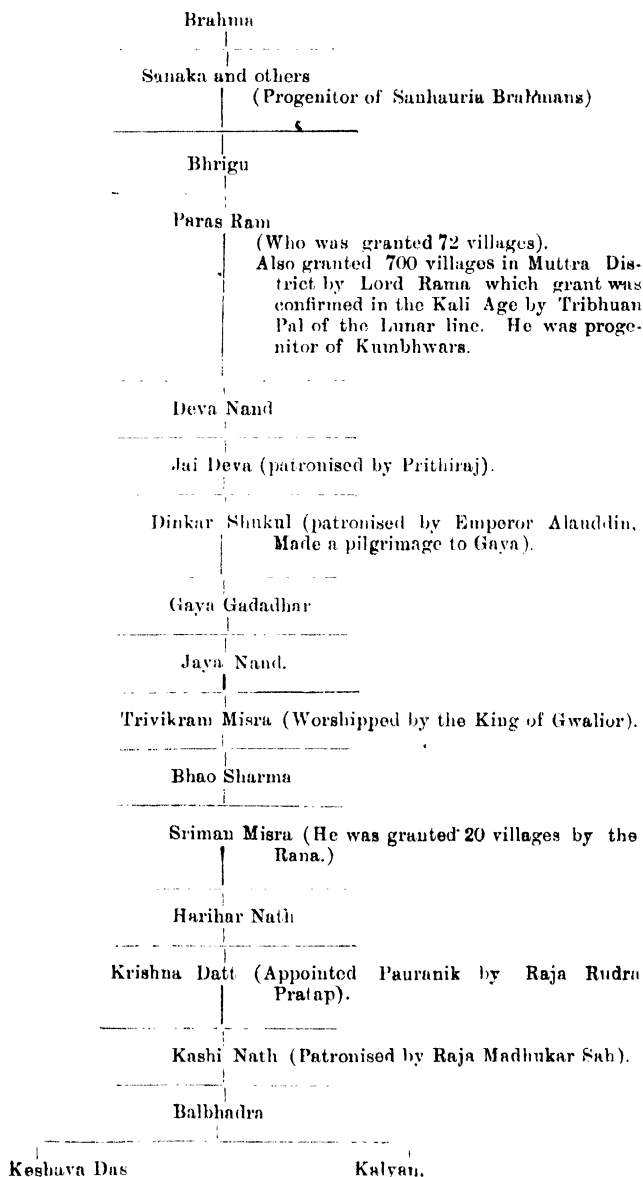 Brahma
Sanaka and others
(Progenitor of Sanhauria Brahmans)
Bhrigu
Paras Ram
(Who was granted 72 villages).
Also granted 700 villages in Muttra Dis-
trict by Lord Rama which grant was
confirmed in the Kali Age by Tribhuan
Pal of the Lunar line. He was proge-
nitor of Kumbhwars.
Deva Nand
Jai Deva (patronised by Prithiraj).
Dinkar Shukul (patronised by Emperor Alauddin,
Made a pilgrimage to Gaya).
Gaya Gadadhar
Jaya Nand.
Trivikram Misra (Worshipped by the King of Gwalior).
Bhao Sharma
Sriman Misra (He was granted 20 villages by the
Rana.)
Harihar Nath
Krishna Datt (Appointed Pauranik by Raja Rudra
Pratap).
Kashi Nath (Patronised by Raja Madhukar Sah).
Balbhadra
Keshava Das Kalyan.